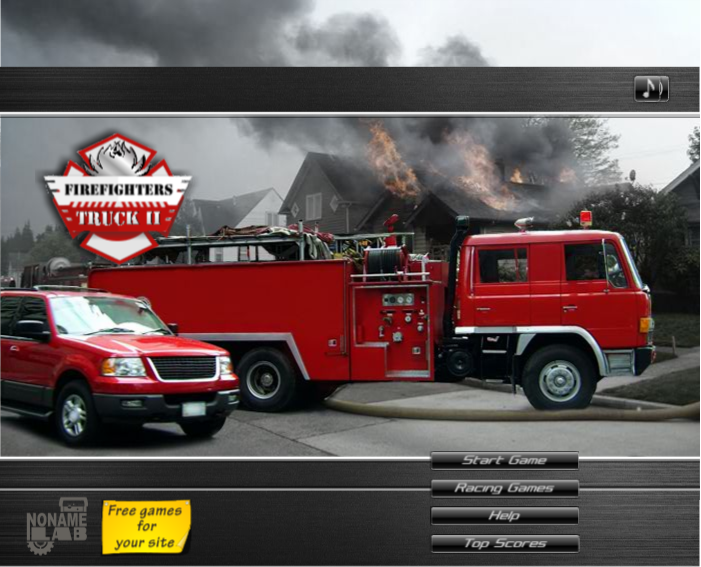 FIREFIGHTERS
TRUCK II
Start Game
Racing Games
Help
Top Scores
NONAME
LAB
Free games
for
your site